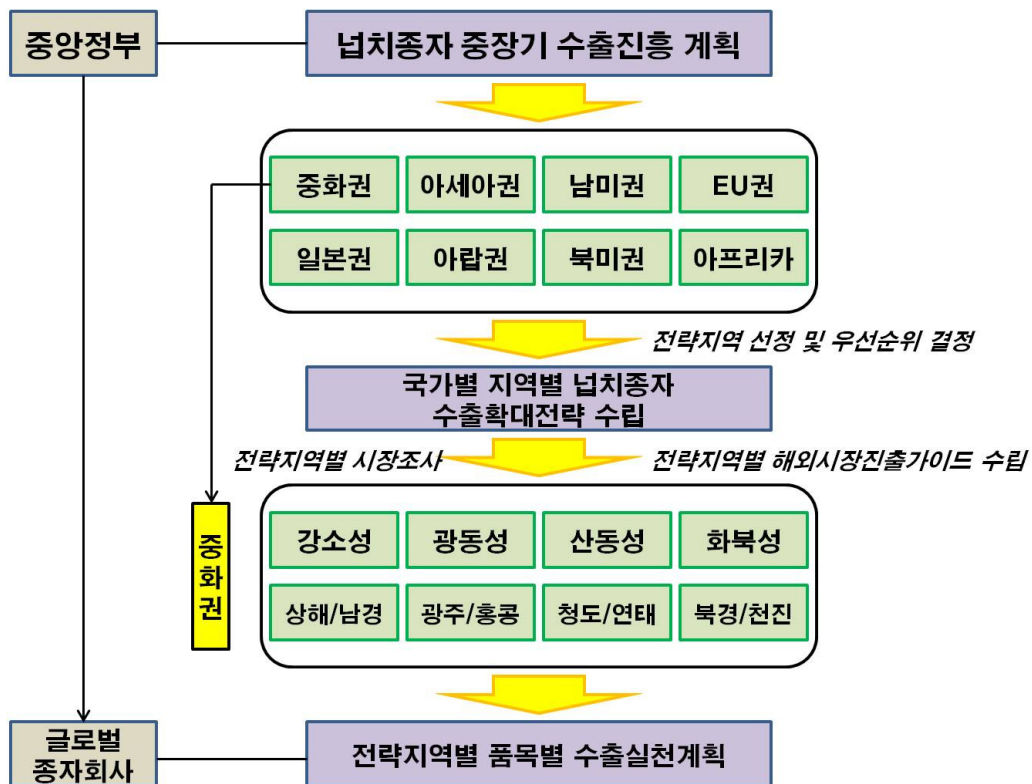 중앙정부
넙치종자 중장기 수출진흥 계획
중화권
아세아권
남미권
EU권
일본권
아랍권
북미권
아프리카
전략지역 선정 및 우선순위 결정
국가별 지역별 넙치종자
수출확대전략 수립
전략지역별 시장조사
전략지역별 해외시장진출가이드 수립
중
화
권
강소성
광동성
산동성
화북성
상해/남경
광주/홍콩
청도/연태
북경/천진
글로벌
종자회사
전략지역별 품목별 수출실천계획